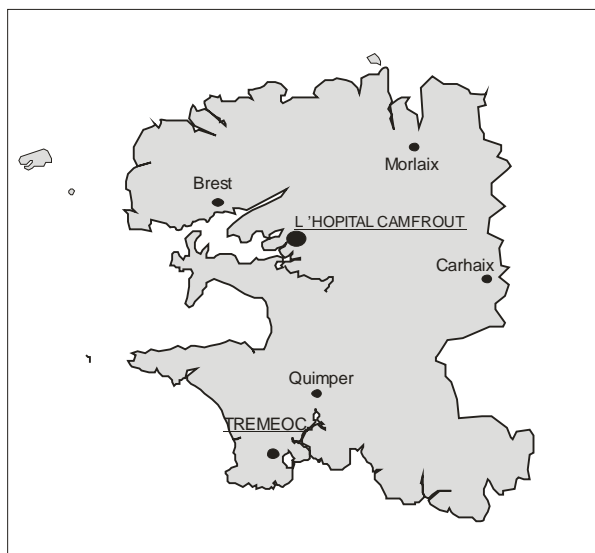 Morlaix
Brest
L 'HOPITAL CAMFROUT
Carhaix
Quimper
TREMEOC